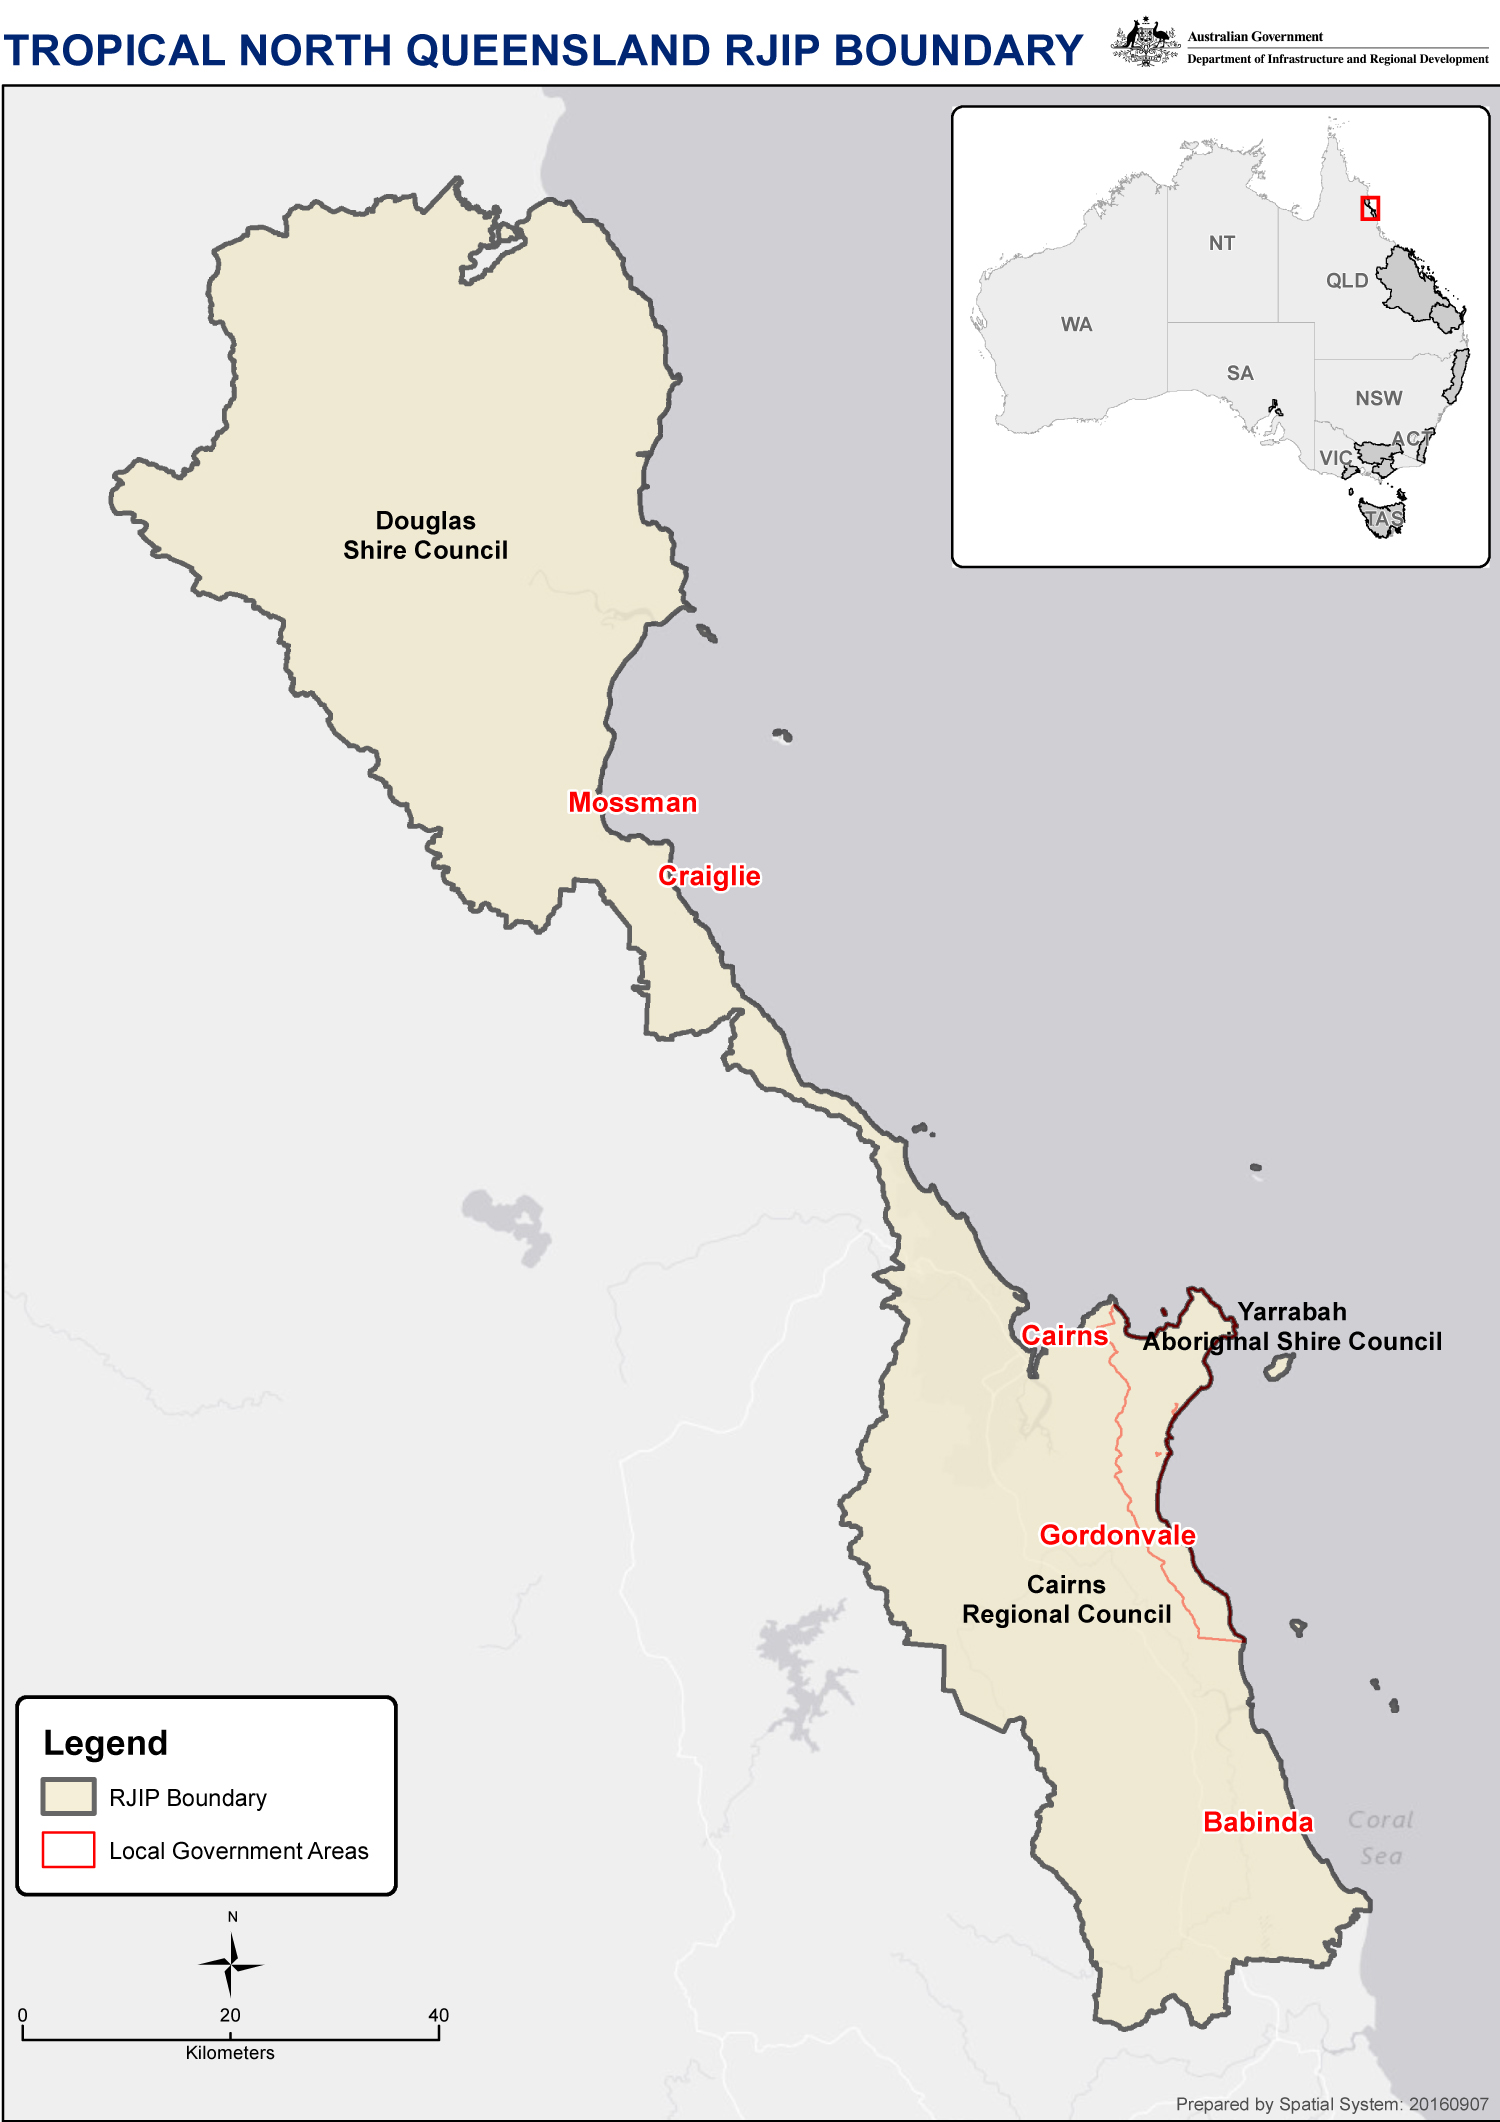 TROPICAL NORTH QUEENSLAND RJIP BOUNDARY
Australian Government
Department of Infrastructure and Regional Development
NT
QLD
WA
SA
NSW
ACT
VIC
TAS
Douglas
Shire Council
Mossman
Craiglie
Yarrabah
Aboriginal Shire Council
Cairns
Gordonvale
Cairns
Regional Council
Babinda
Coral
Sea
Legend
RJIP Boundary
Local Government Areas
N
0 20 40
Kilometers
Prepared by Spatial System: 20160907